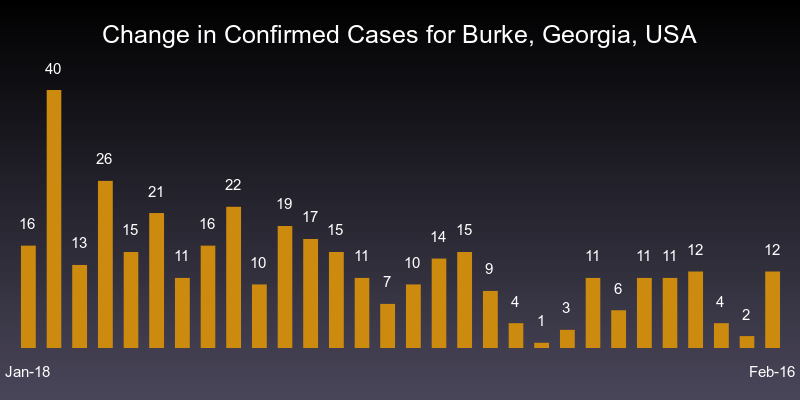 Change in Confirmed Cases for Burke, Georgia, USA
16 40 13 26 15 21 11 16 22 10 19 17 15 11 7 10 14 15 9 4 1 3 11 6 11 11 12 4 2 12
Jan-18 Feb-16